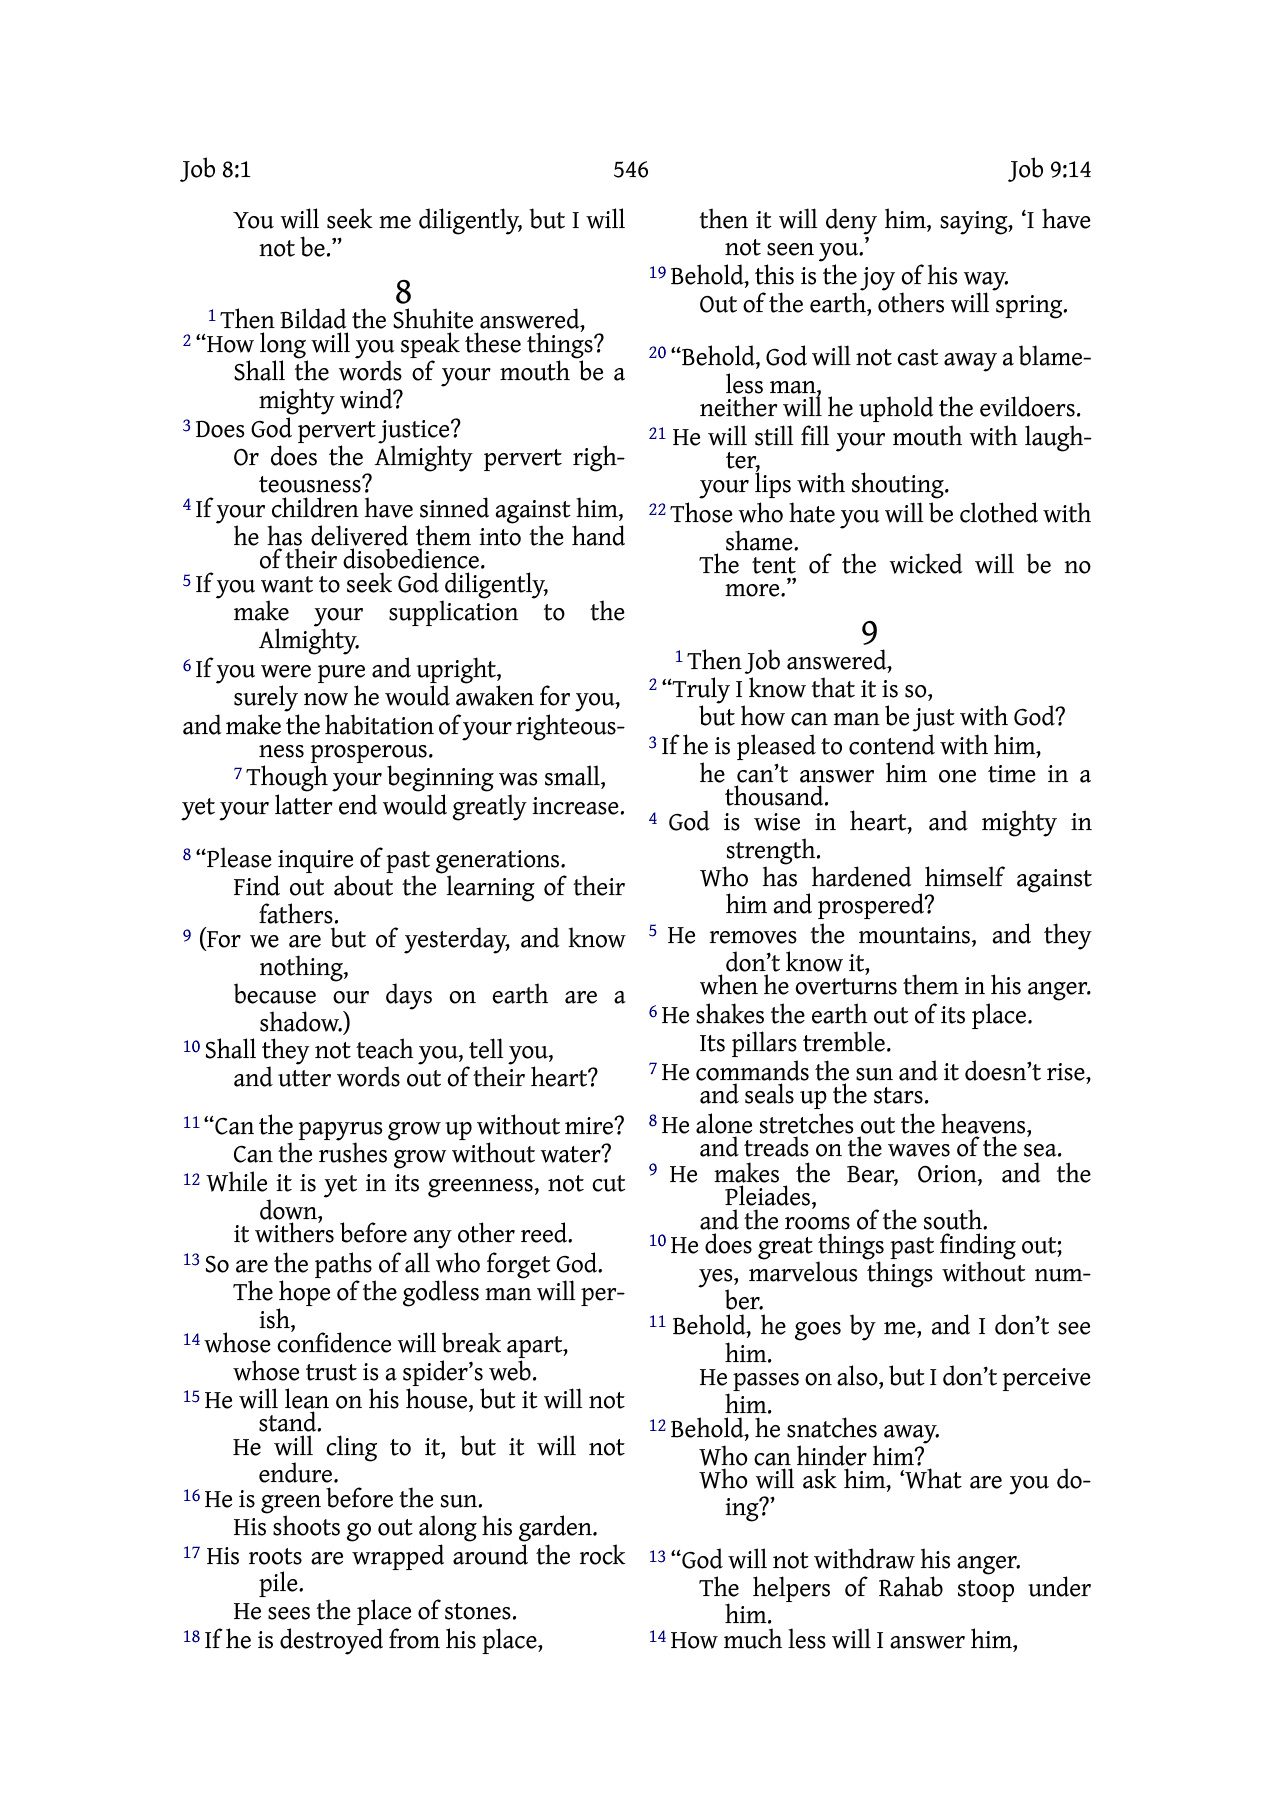 Job 8:1 546 Job 9:14
You will seek me diligently, but I will
not be.”
8
1 Then Bildad the Shuhite answered,
2 “How long will you speak these things?
Shall the words of your mouth be a
mighty wind?
3 Does God pervert justice?
Or does the Almighty pervert righ-
teousness?
4 If your children have sinned against him,
he has delivered them into the hand
of their disobedience.
5 If you want to seek God diligently,
make your supplication to the
Almighty.
6 If you were pure and upright,
surely now he would awaken for you,
and make the habitation of your righteous-
ness prosperous.
7 Though your beginning was small,
yet your latter end would greatly increase.
8 “Please inquire of past generations.
Find out about the learning of their
fathers.
9 (For we are but of yesterday, and know
nothing,
because our days on earth are a
shadow.)
10 Shall they not teach you, tell you,
and utter words out of their heart?
11 “Can the papyrus grow up without mire?
Can the rushes grow without water?
12 While it is yet in its greenness, not cut
down,
it withers before any other reed.
13 So are the paths of all who forget God.
The hope of the godless man will per-
ish,
14 whose confidence will break apart,
whose trust is a spider’s web.
15 He will lean on his house, but it will not
stand.
He will cling to it, but it will not
endure.
16 He is green before the sun.
His shoots go out along his garden.
17 His roots are wrapped around the rock
pile.
He sees the place of stones.
18 If he is destroyed from his place,
then it will deny him, saying, ‘I have
not seen you.’
19 Behold, this is the joy of his way.
Out of the earth, others will spring.
20 “Behold, God will not cast away a blame-
less man,
neither will he uphold the evildoers.
21 He will still fill your mouth with laugh-
ter,
your lips with shouting.
22 Those who hate you will be clothed with
shame.
The tent of the wicked will be no
more.”
9
1 Then Job answered,
2 “Truly I know that it is so,
but how can man be just with God?
3 If he is pleased to contend with him,
he can’t answer him one time in a
thousand.
4 God is wise in heart, and mighty in
strength.
Who has hardened himself against
him and prospered?
5 He removes the mountains, and they
don’t know it,
when he overturns them in his anger.
6 He shakes the earth out of its place.
Its pillars tremble.
7 He commands the sun and it doesn’t rise,
and seals up the stars.
8 He alone stretches out the heavens,
and treads on the waves of the sea.
9 He makes the Bear, Orion, and the
Pleiades,
and the rooms of the south.
10 He does great things past finding out;
yes, marvelous things without num-
ber.
11 Behold, he goes by me, and I don’t see
him.
He passes on also, but I don’t perceive
him.
12 Behold, he snatches away.
Who can hinder him?
Who will ask him, ‘What are you do-
ing?’
13 “God will not withdraw his anger.
The helpers of Rahab stoop under
him.
14 How much less will I answer him,